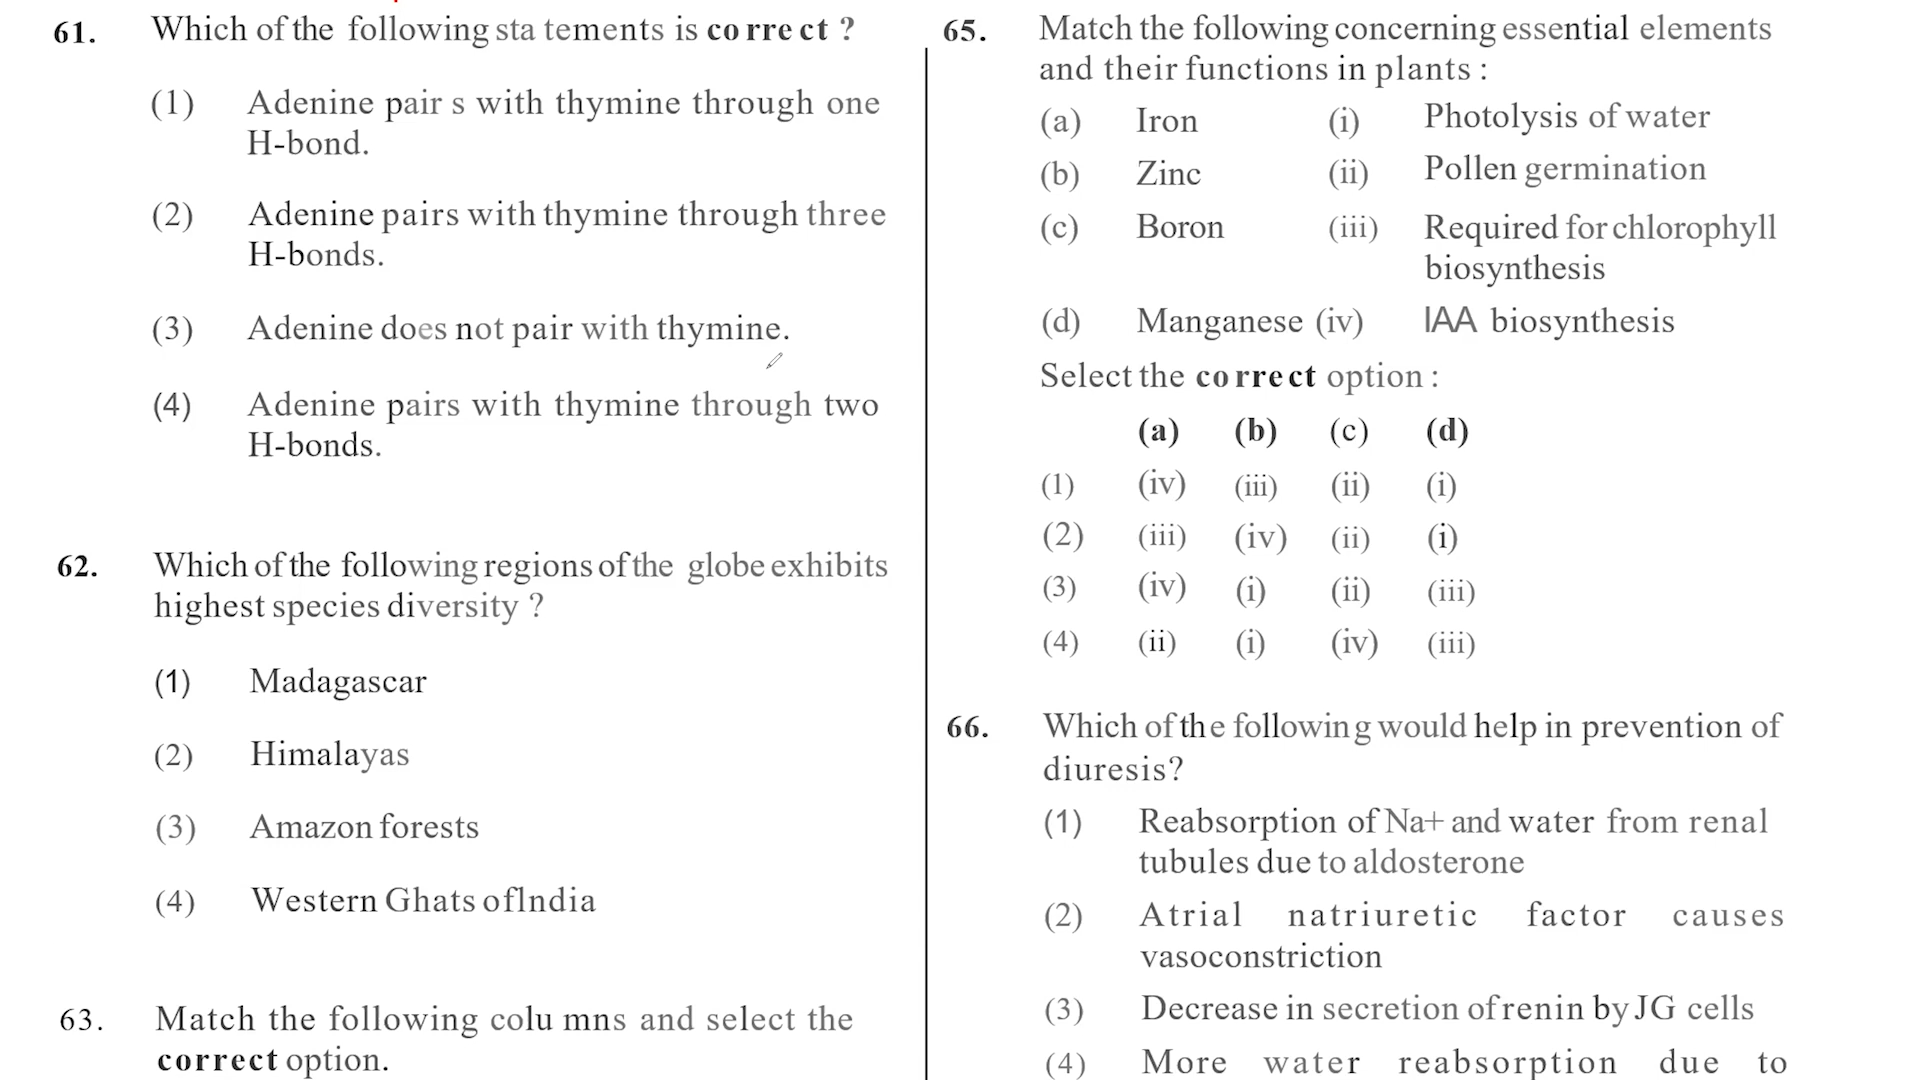 61. Which of the following sta tements is co rre ct ?
(1) Adenine pair s with thymine through one
H-bond.
(2) Adenine pairs with thymine through three
H-bonds.
(3) Adenine does not pair with thymine.
(4) Adenine pairs with thymine through two
H-bonds.
62. Which of the following regions of the globe exhibits
highest species diversity ?
(1) Madagascar
(2) Himalayas
(3) Amazon forests
(4) Western Ghats of India
63. Match the following colu mns and select the
correct option.
65. Match the following concerning essential elements
and their functions in plants :
(a) Iron (i) Photolysis of water
(b) Zinc (ii) Pollen germination
(c) Boron (iii) Required for chlorophyll
biosynthesis
(d) Manganese (iv) IAA biosynthesis
Select the co rre ct option :
(a) (b) (c) (d)
(1) (iv) (iii) (ii) (i)
(2) (iii) (iv) (ii) (i)
(3) (iv) (i) (ii) (iii)
(4) (ii) (i) (iv) (iii)
66. Which of the following would help in prevention of
diuresis?
(1) Reabsorption of Na+ and water from renal
tubules due to aldosterone
(2) Atrial natriuretic factor causes
vasoconstriction
(3) Decrease in secretion of renin by JG cells
(4) More water reabsorption due to